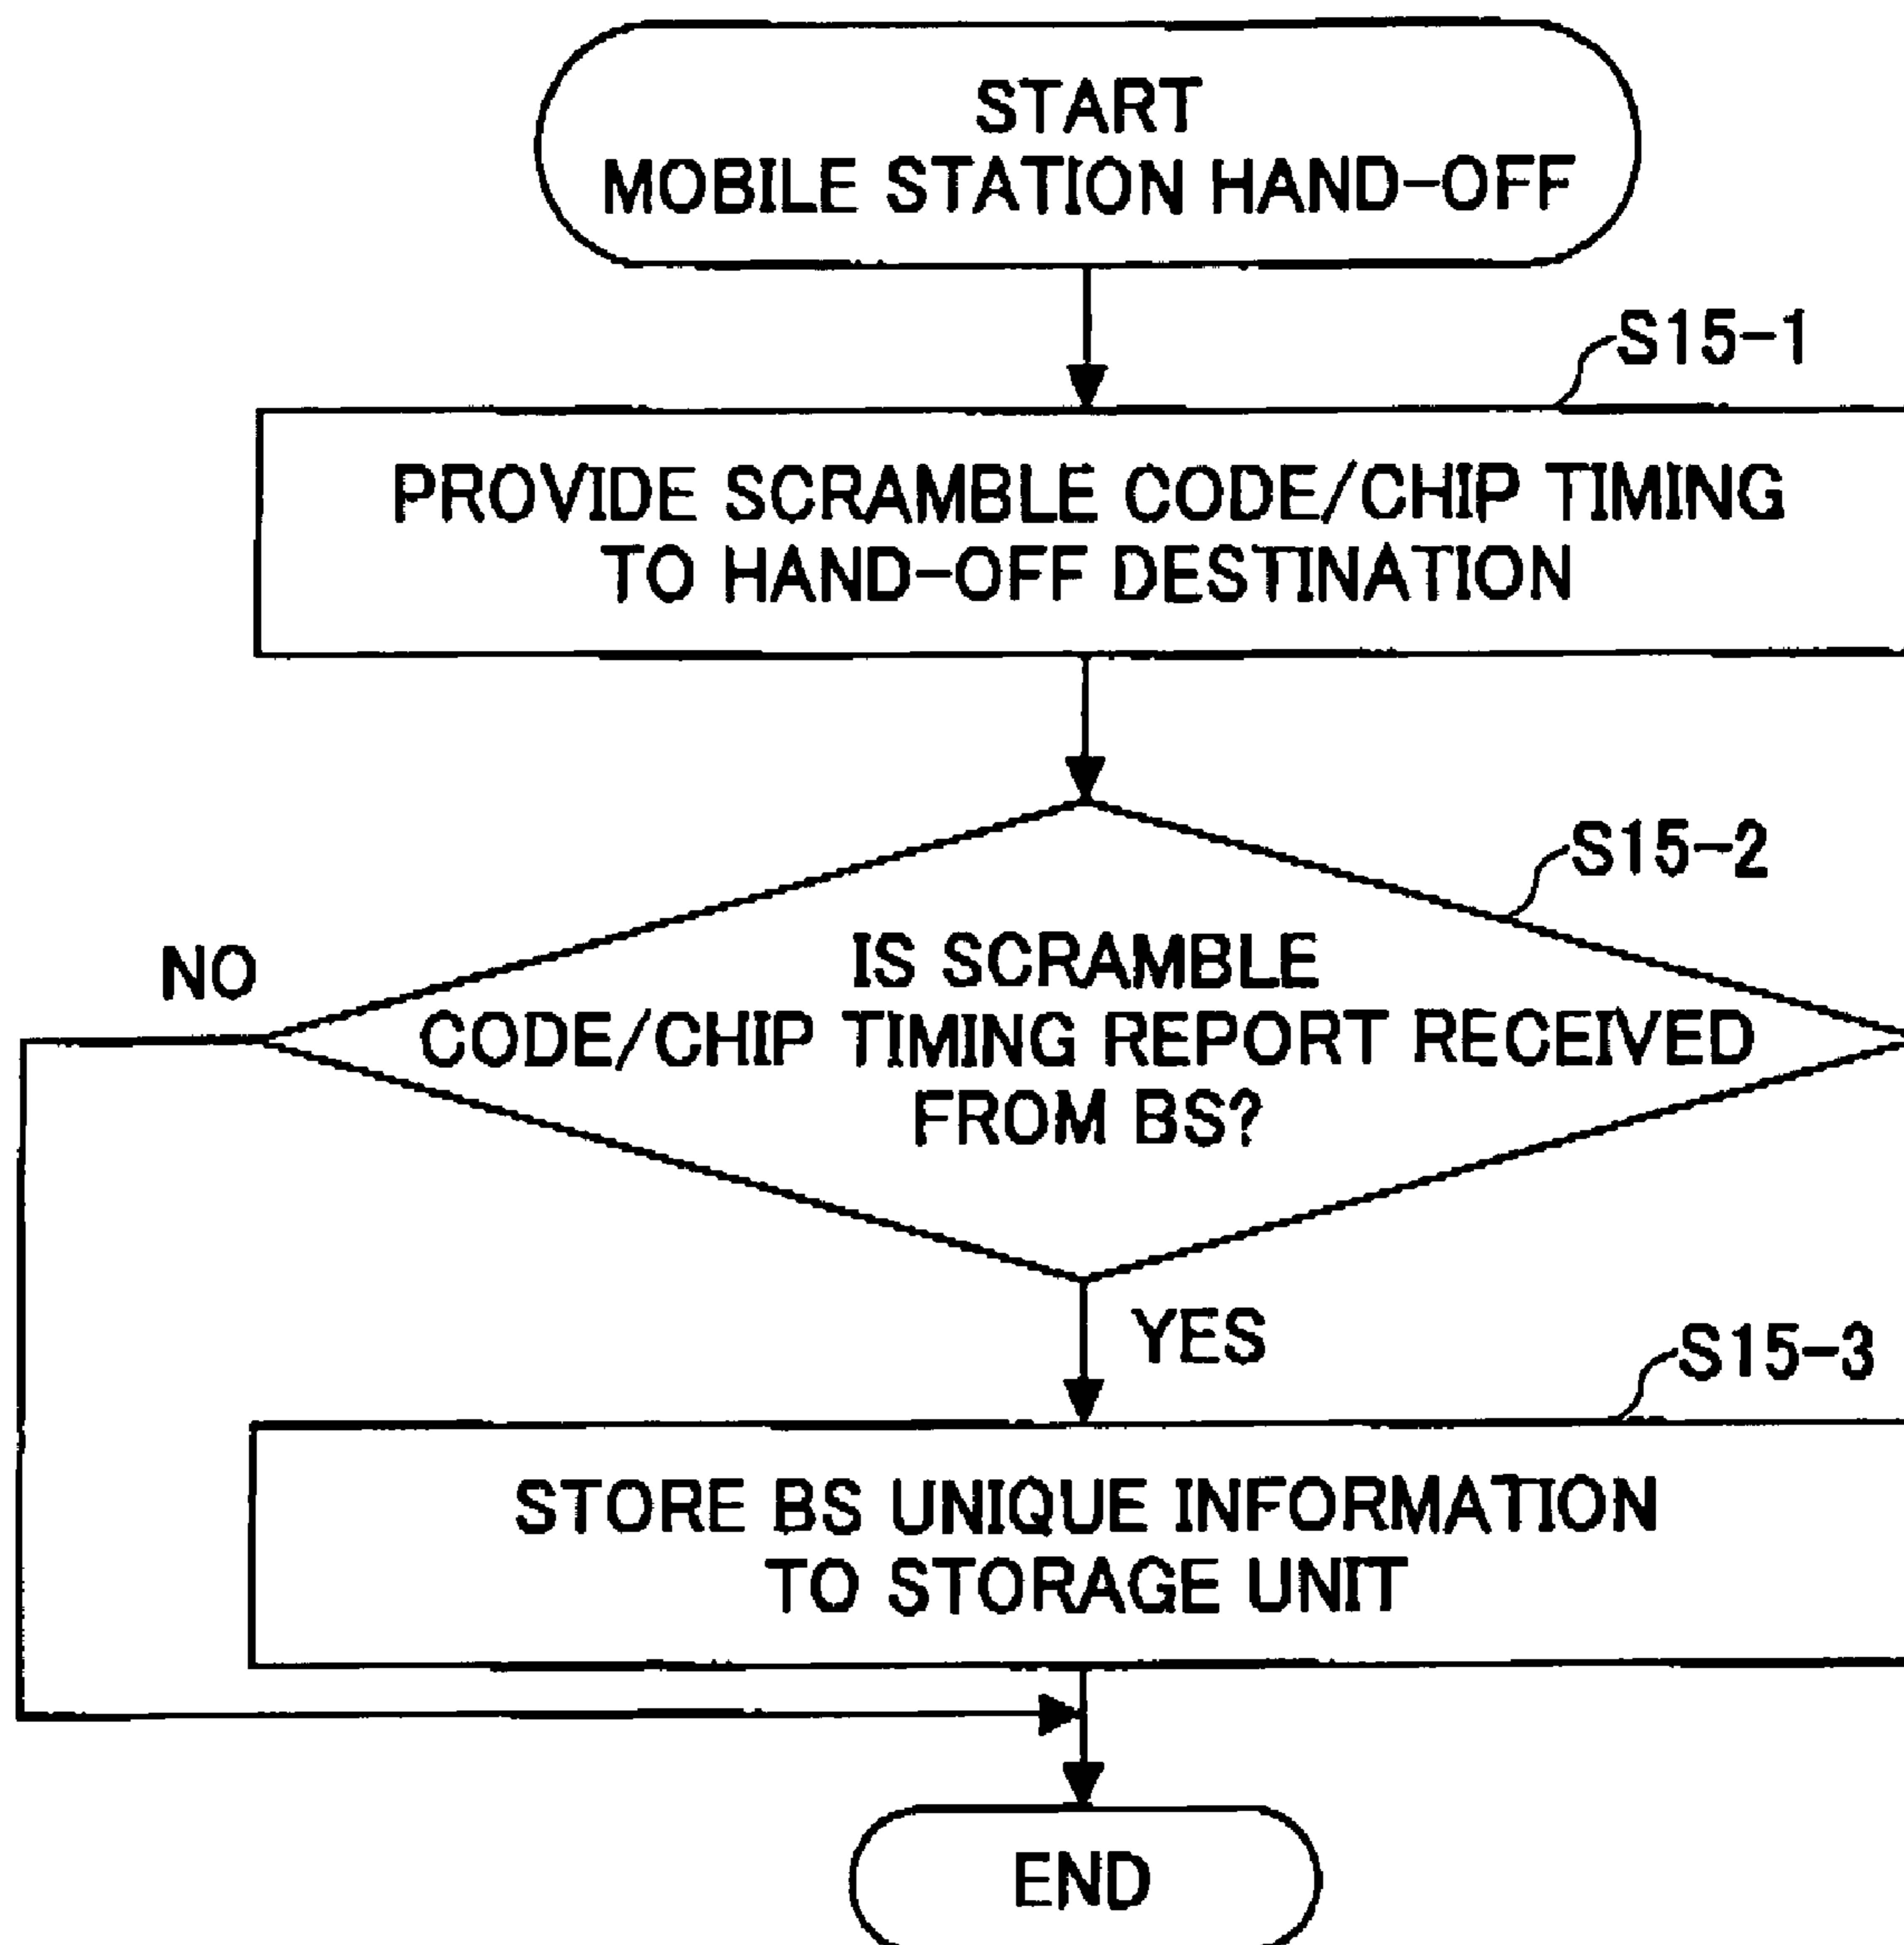 START
MOBILE STATION HAND-OFF
S15-1
PROVIDE SCRAMBLE CODE/CHIP TIMING
TO HAND-OFF DESTINATION
S15-2
NO
IS SCRAMBLE
CODE/CHIP TIMING REPORT RECEIVED
FROM BS?
YES
S15-3
STORE BS UNIQUE INFORMATION
TO STORAGE UNIT
END